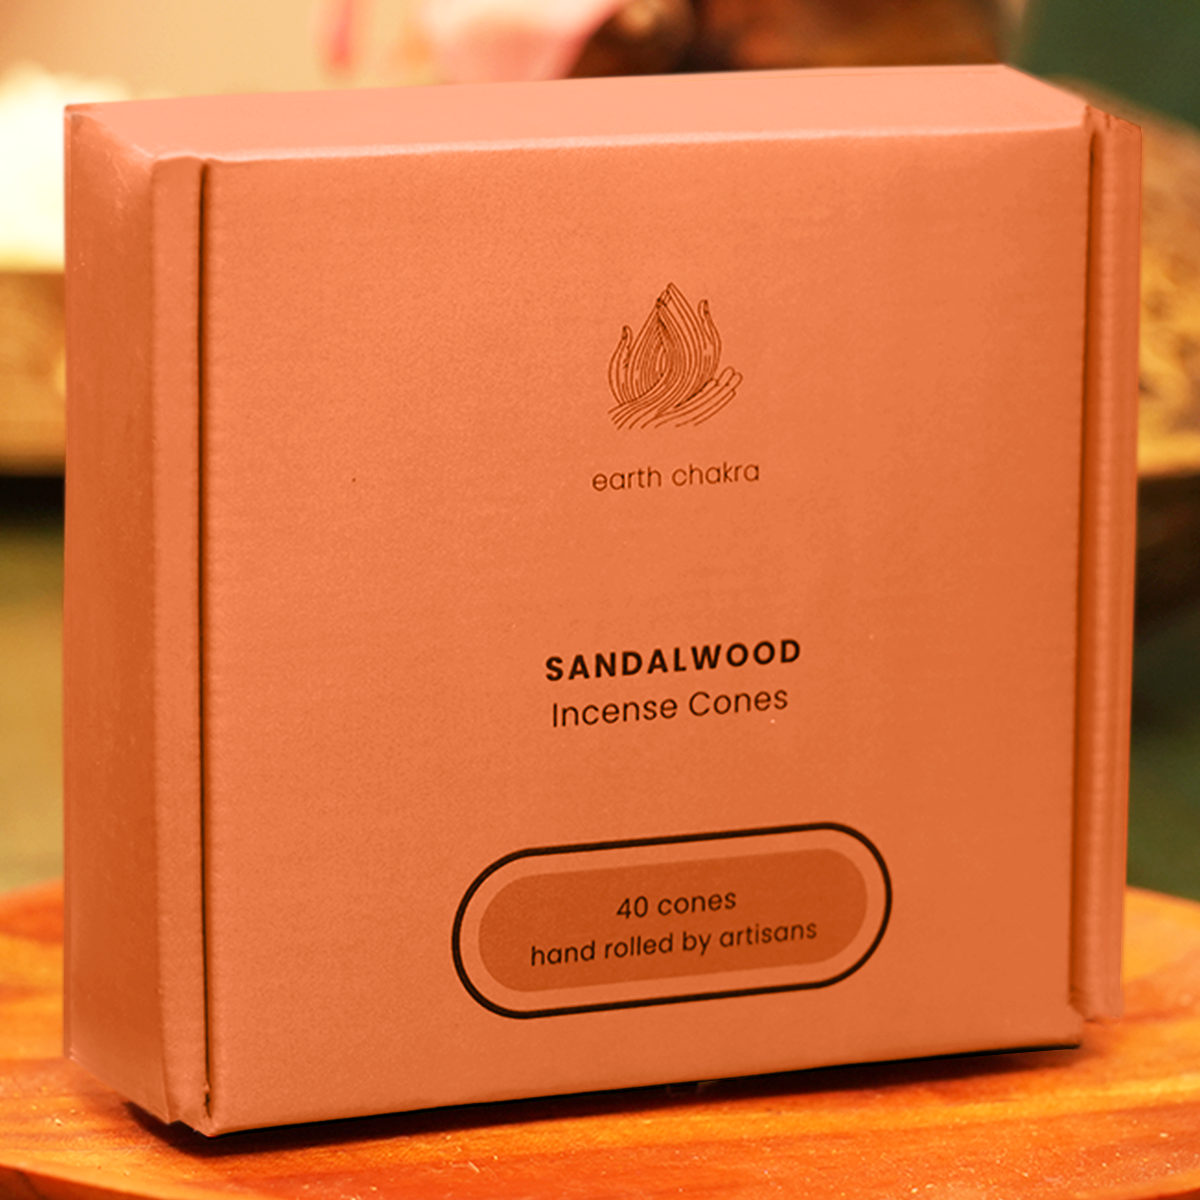 earth chakra
SANDALWOOD
Incense Cones
40 cones
hand rolled by artisans